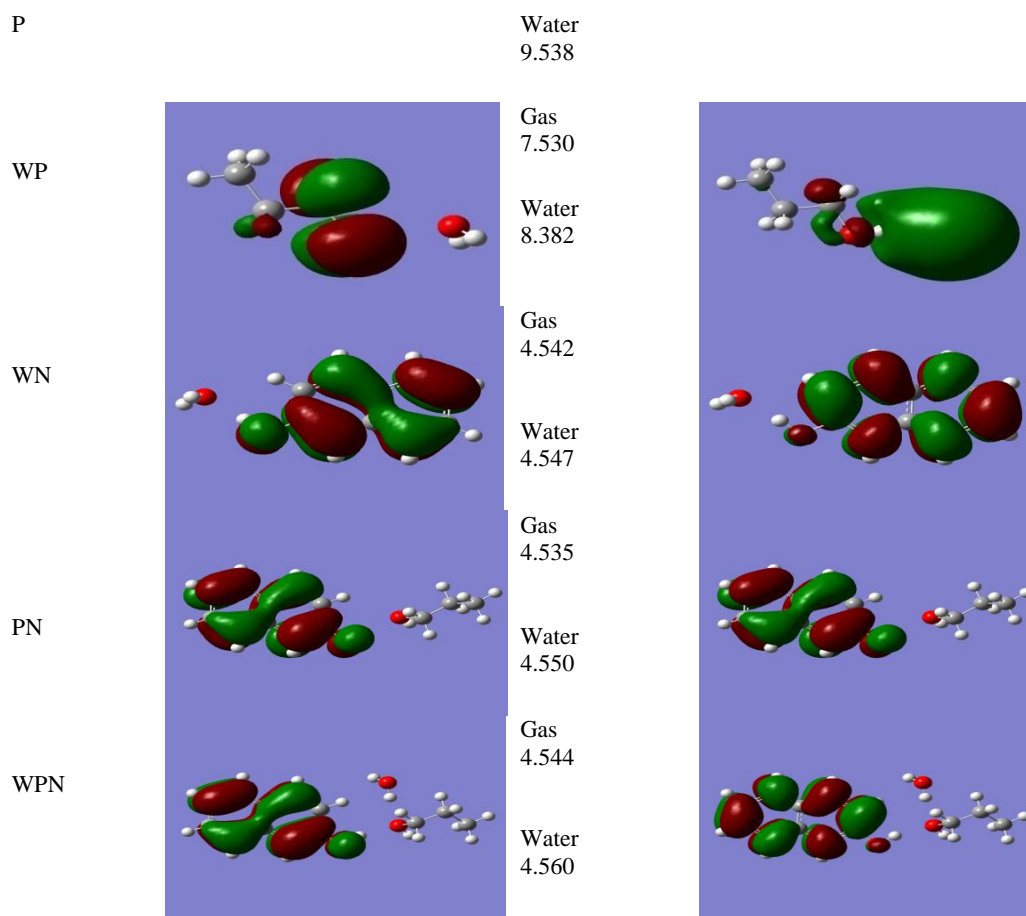 P
Water
9.538
WP
Gas
7.530
Water
8.382
WN
Gas
4.542
Water
4.547
PN
Gas
4.535
Water
4.550
WPN
Gas
4.544
Water
4.560